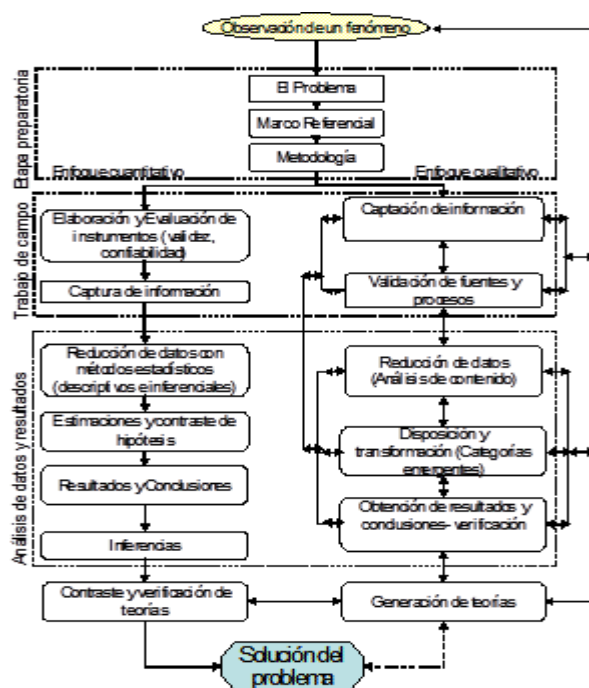 Observación de un fenómeno
Etapa preparatoria
El Problema
Marco Referencial
Metodología
Enfoque cuantitativo
Enfoque cualitativo
Trabajo de campo
Elaboración y Evaluación de
instrumentos (validez,
confiabilidad)
Captura de información
Captación de información
Validación de fuentes y
procesos
Análisis de datos y resultados
Reducción de datos con
métodos estadísticos
(descriptivos e inferenciales)
Estimaciones y contraste de
hipótesis
Resultados y Conclusiones
Inferencias
Reducción de datos
(Análisis de contenido)
Disposición y
transformación (Categorías
emergentes)
Obtención de resultados y
conclusiones- verificación
Contraste y verificación de
teorías
Generación de teorías
Solución del
problema